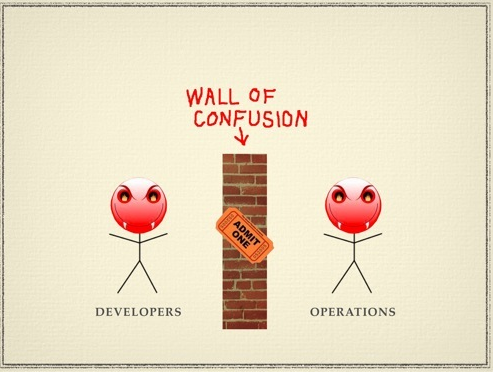 WALL OF
CONFUSION
ADMIT
ONE
DEVELOPERS
OPERATIONS